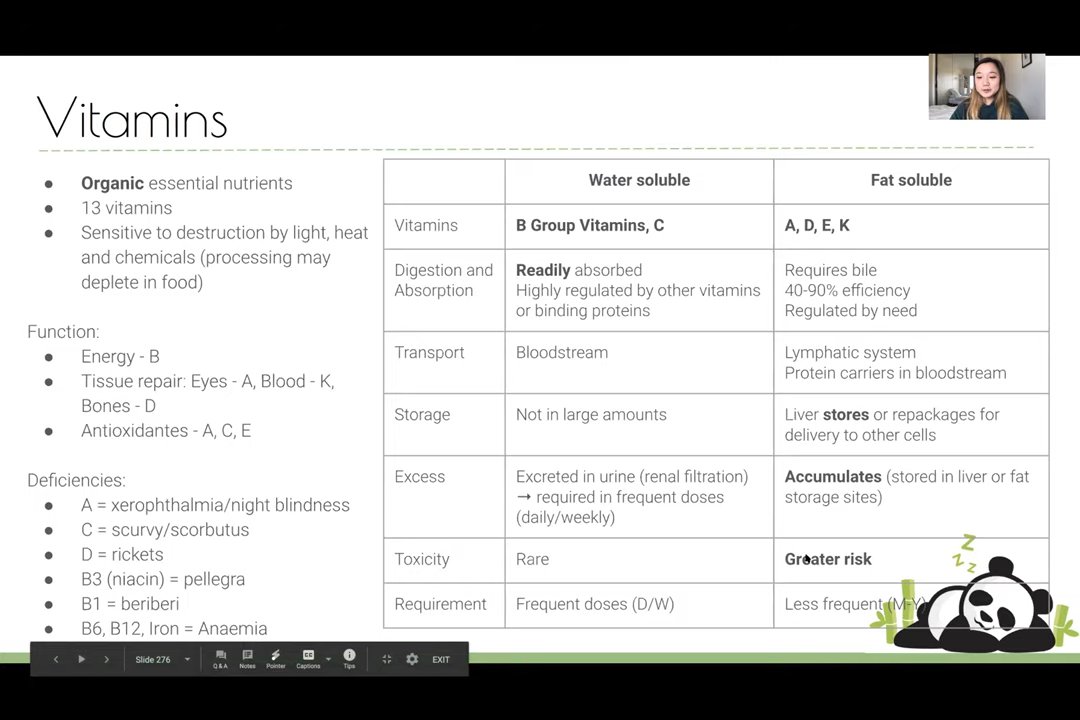 Vitamins
● Organic essential nutrients
● 13 vitamins
● Sensitive to destruction by light, heat
and chemicals (processing may
deplete in food)
Function:
● Energy - B
● Tissue repair: Eyes - A, Blood - K,
Bones - D
● Antioxidantes - A, C, E
Deficiencies:
● A = xerophthalmia/night blindness
● C = scurvy/scorbutus
● D = rickets
● B3 (niacin) = pellegra
● B1 = beriberi
● B6, B12, Iron = Anaemia
Water soluble
Fat soluble
Vitamins
B Group Vitamins, C
A, D, E, K
Digestion and
Absorption
Readily absorbed
Highly regulated by other vitamins
or binding proteins
Requires bile
40-90% efficiency
Regulated by need
Transport
Bloodstream
Lymphatic system
Protein carriers in bloodstream
Storage
Not in large amounts
Liver stores or repackages for
delivery to other cells
Excess
Excreted in urine (renal filtration)
→ required in frequent doses
(daily/weekly)
Accumulates (stored in liver or fat
storage sites)
Toxicity
Rare
Greater risk
Requirement
Frequent doses (D/W)
Less frequent (M-Y)
Z
Z
Z
Slide 276
Q & A
Notes
Pointer
Captions
Tips
EXIT